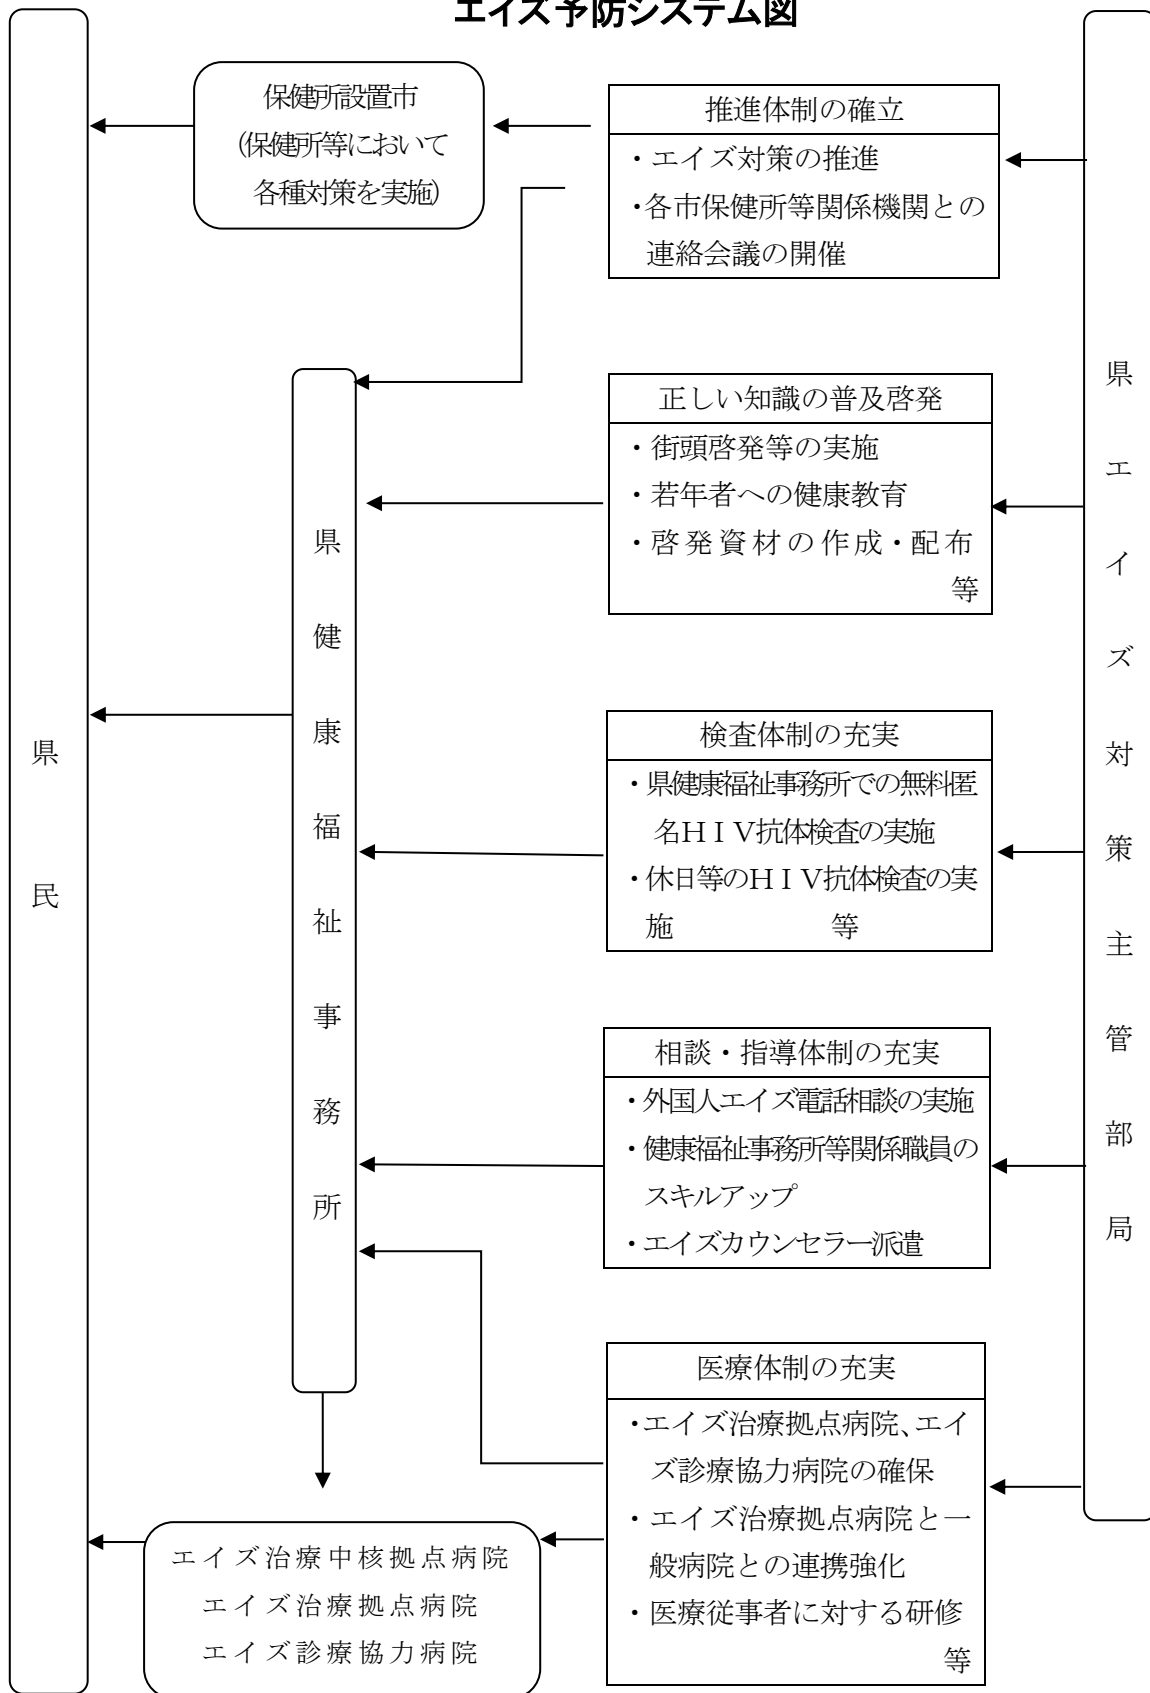 エイズ予防システム図
保健所設置市
(保健所等において
各種対策を実施)
推進体制の確立
・エイズ対策の推進
・各市保健所等関係機関との
連絡会議の開催
正しい知識の普及啓発
・街頭啓発等の実施
・若年者への健康教育
・啓発資材の作成・配布
等
検査体制の充実
・県健康福祉事務所での無料匿
名ＨＩＶ抗体検査の実施
・休日等のＨＩＶ抗体検査の実
施　　　　　等
相談・指導体制の充実
・外国人エイズ電話相談の実施
・健康福祉事務所等関係職員の
スキルアップ
・エイズカウンセラー派遣
医療体制の充実
・エイズ治療拠点病院、エイ
ズ診療協力病院の確保
・エイズ治療拠点病院と一
般病院との連携強化
・医療従事者に対する研修
等
県エイズ対策主管部局
県健康福祉事務所
県民
エイズ治療中核拠点病院
エイズ治療拠点病院
エイズ診療協力病院